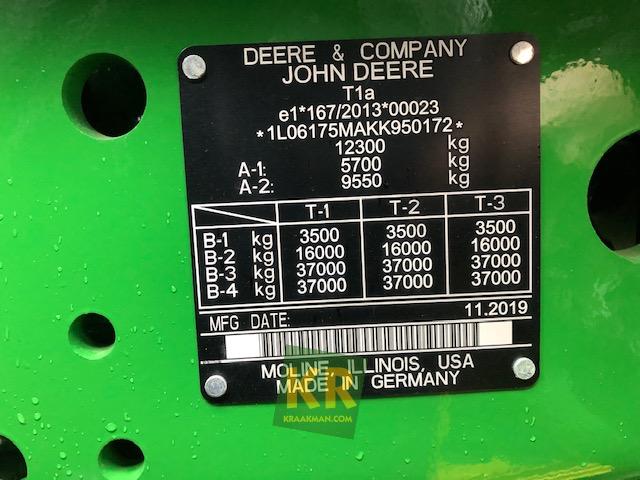 DEERE & COMPANY
JOHN DEERE
T1a
e1*167/2013*00023
*1L06175MAKK950172*
12300 kg
A-1: 5700 kg
A-2: 9550 kg
T-1 T-2 T-3
B-1 kg 3500 3500 3500
B-2 kg 16000 16000 16000
B-3 kg 37000 37000 37000
B-4 kg 37000 37000 37000
MFG DATE: 11.2019
MOLINE, ILLINOIS, USA
MADE IN GERMANY
KR
KRAAKMAN.COM